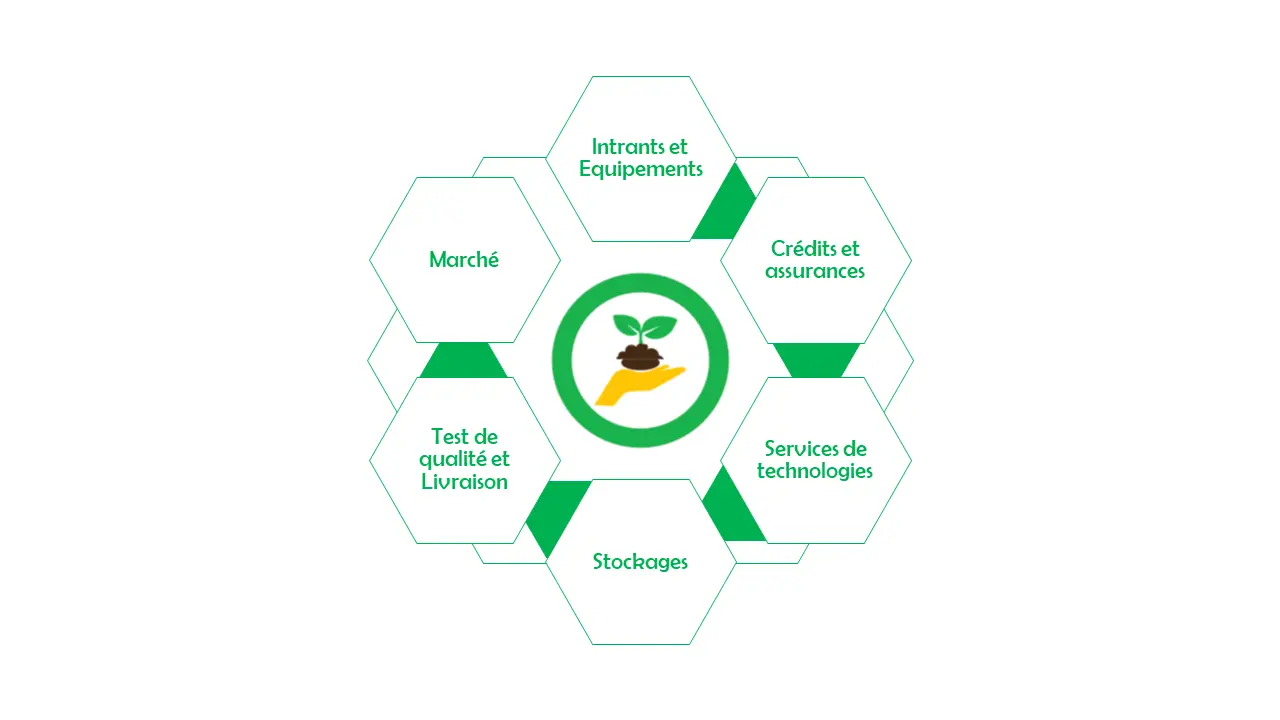 Intrants et
Equipements
Crédits et
assurances
Services de
technologies
Stockages
Test de
qualité et
Livraison
Marché